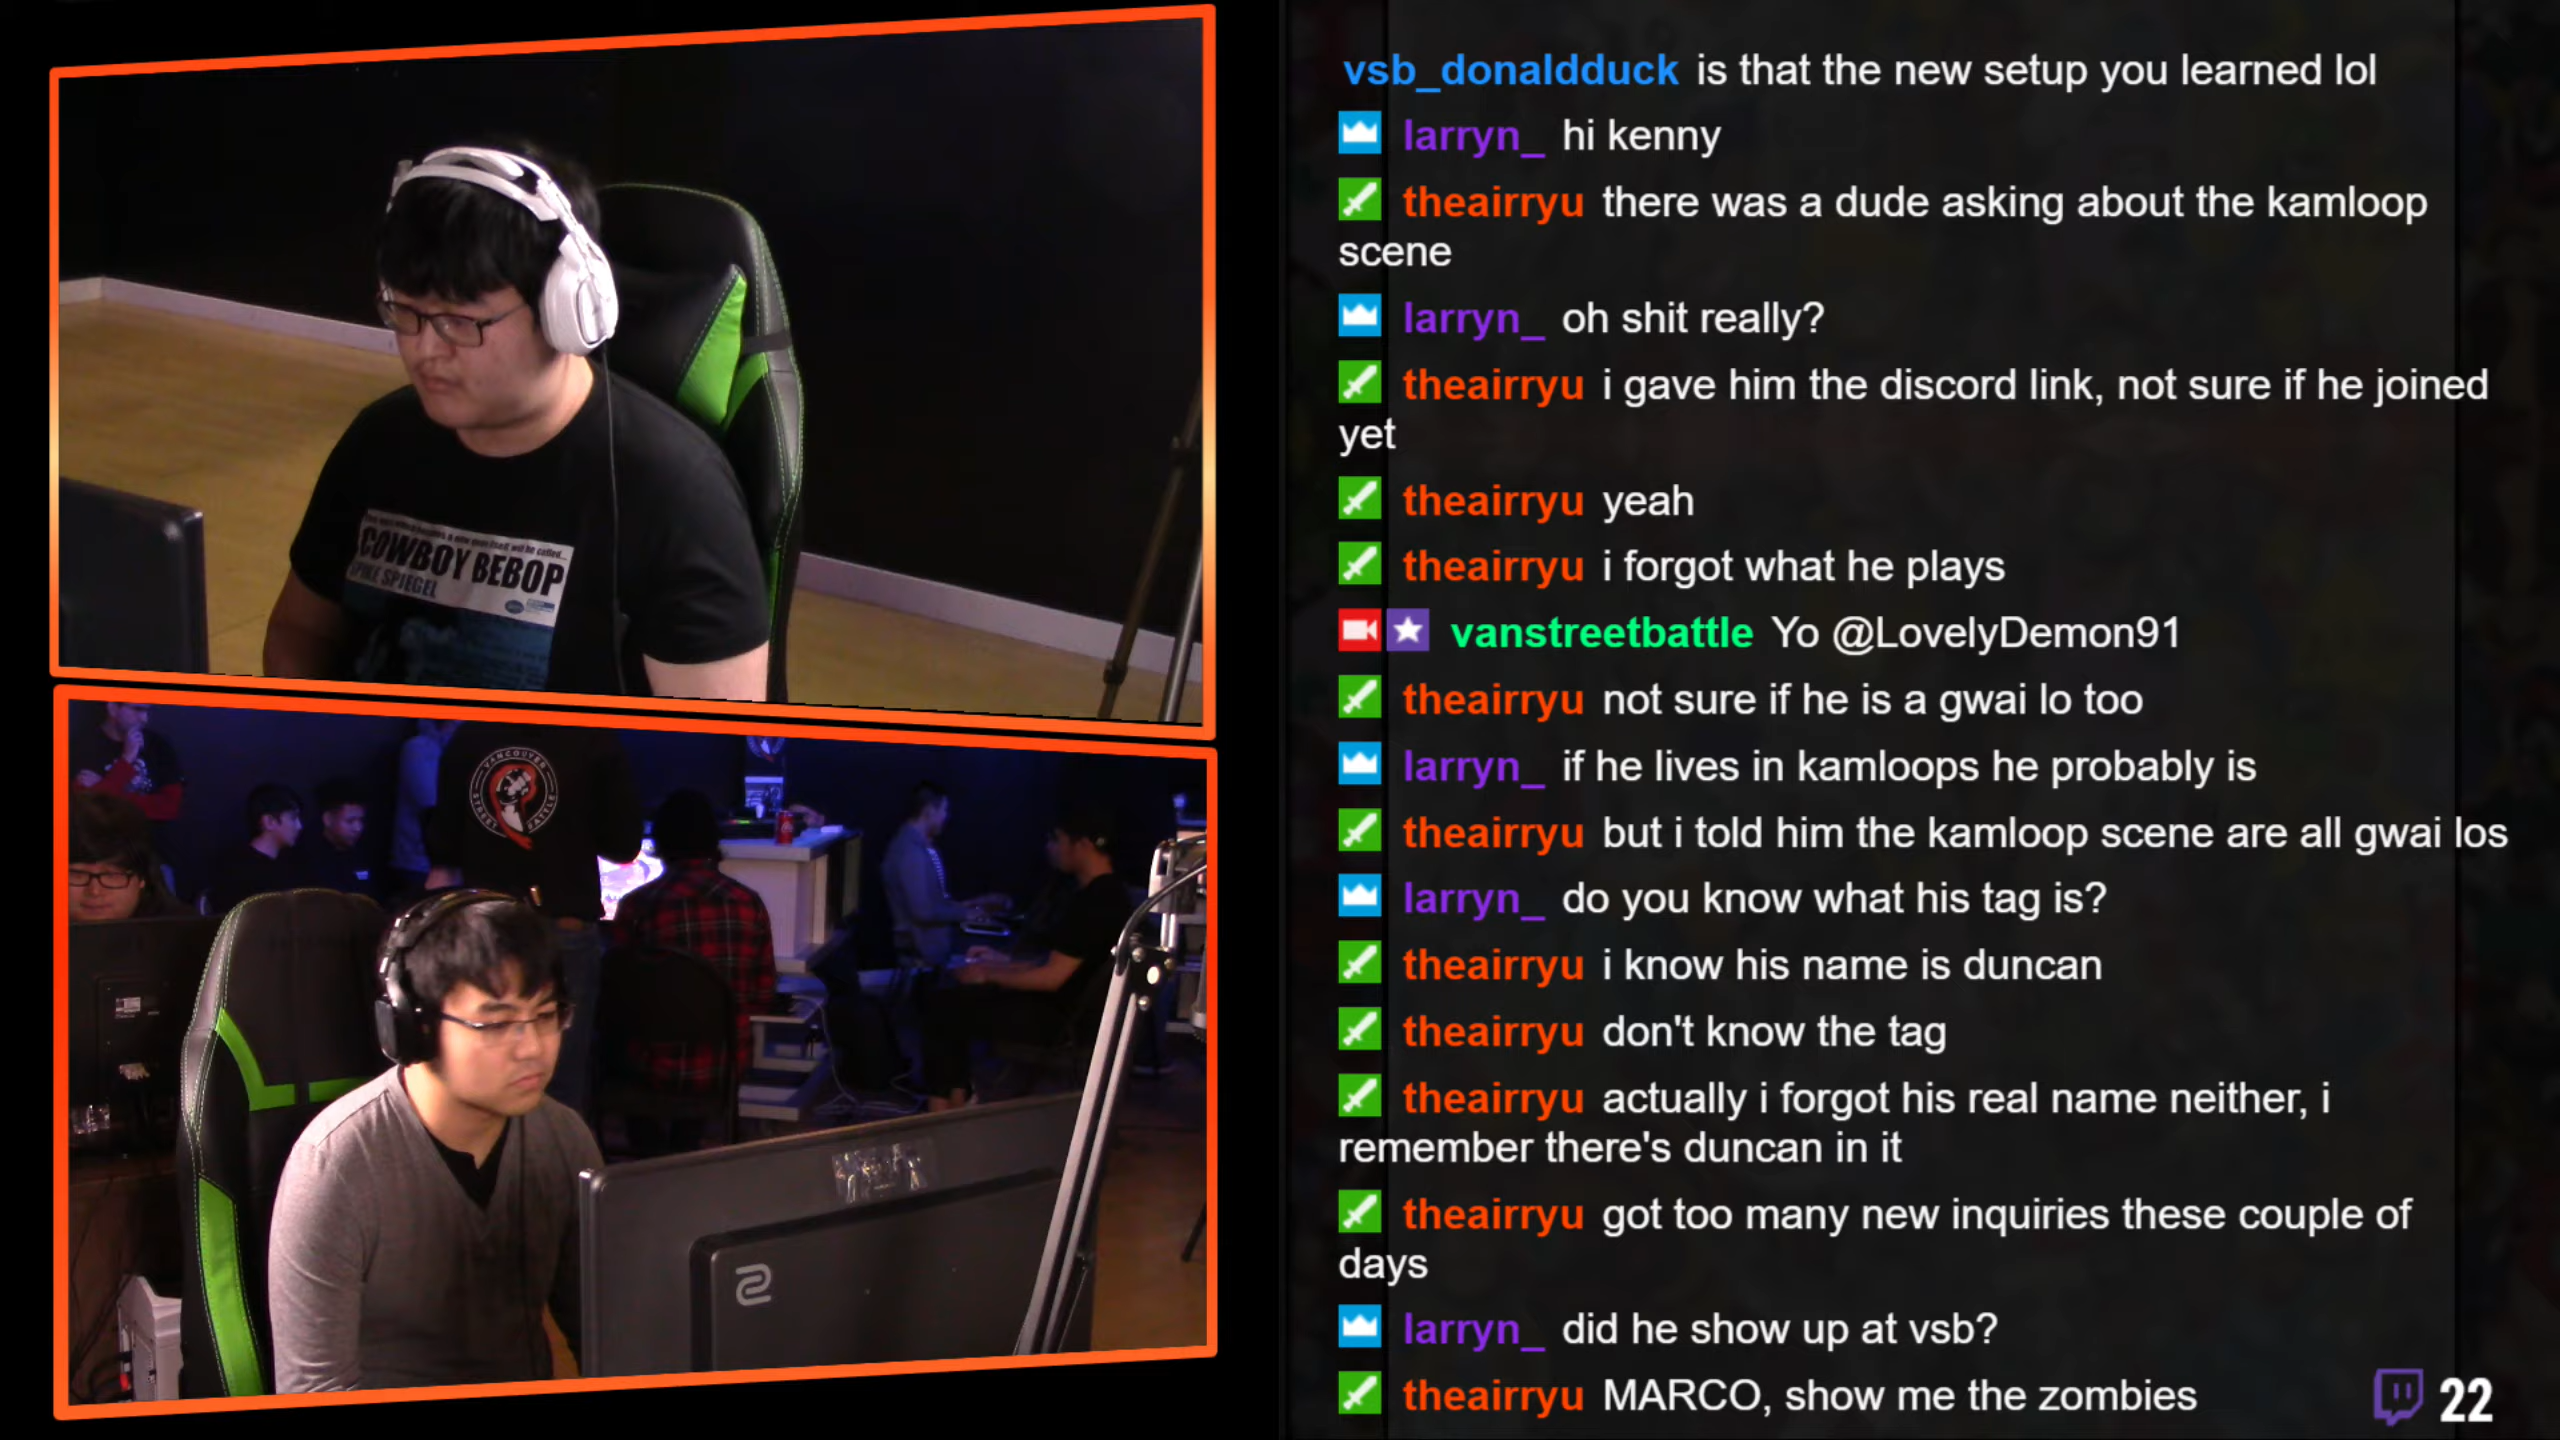 vsb_donaldduck is that the new setup you learned lol
larryn_ hi kenny
theairryu there was a dude asking about the kamloop
scene
larryn_ oh shit really?
theairryu i gave him the discord link, not sure if he joined
yet
theairryu yeah
theairryu i forgot what he plays
vanstreetbattle Yo @LovelyDemon91
theairryu not sure if he is a gwai lo too
larryn_ if he lives in kamloops he probably is
theairryu but i told him the kamloop scene are all gwai los
larryn_ do you know what his tag is?
theairryu i know his name is duncan
theairryu don't know the tag
theairryu actually i forgot his real name neither, i
remember there's duncan in it
theairryu got too many new inquiries these couple of
days
larryn_ did he show up at vsb?
theairryu MARCO, show me the zombies
22
COWBOY BEBOP
SPIKE SPIEGEL
VANCOUVER
STREET BATTLE